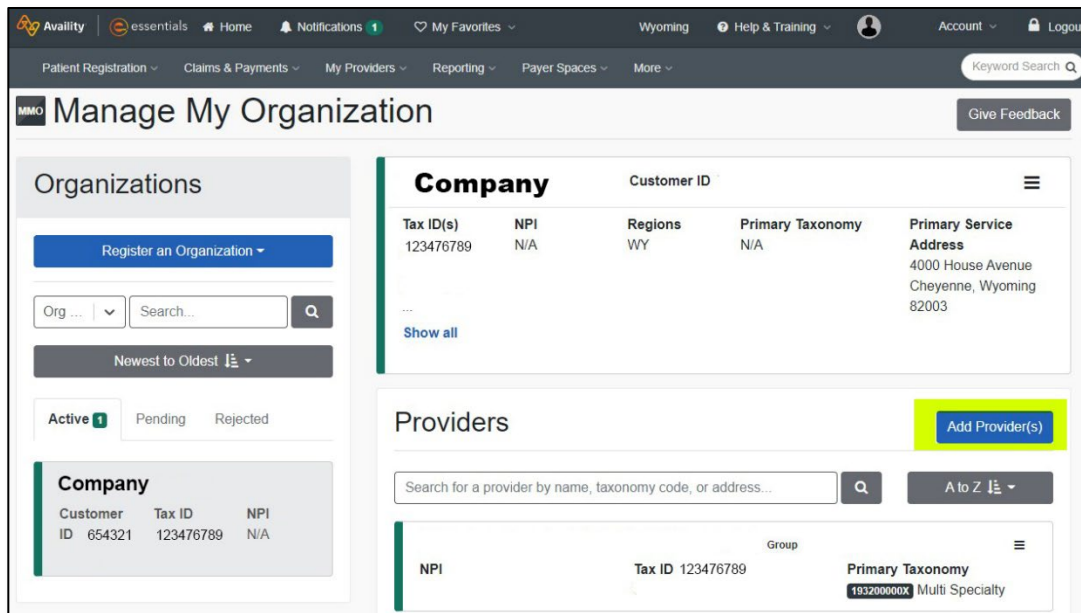 Availity essentials Home Notifications 1 My Favorites Wyoming Help & Training Account Logou
Patient Registration Claims & Payments My Providers Reporting Payer Spaces More Keyword Search
MMO Manage My Organization Give Feedback
Organizations
Register an Organization
Org ... Search...
Newest to Oldest
Active 1 Pending Rejected
Company
Customer Tax ID NPI
ID 654321 123476789 N/A
Company Customer ID
Tax ID(s) NPI Regions Primary Taxonomy Primary Service
Address
123476789 N/A WY N/A
4000 House Avenue
Cheyenne, Wyoming
82003
...
Show all
Providers Add Provider(s)
Search for a provider by name, taxonomy code, or address... A to Z
Group
NPI Tax ID 123476789 Primary Taxonomy
193200000X Multi Specialty